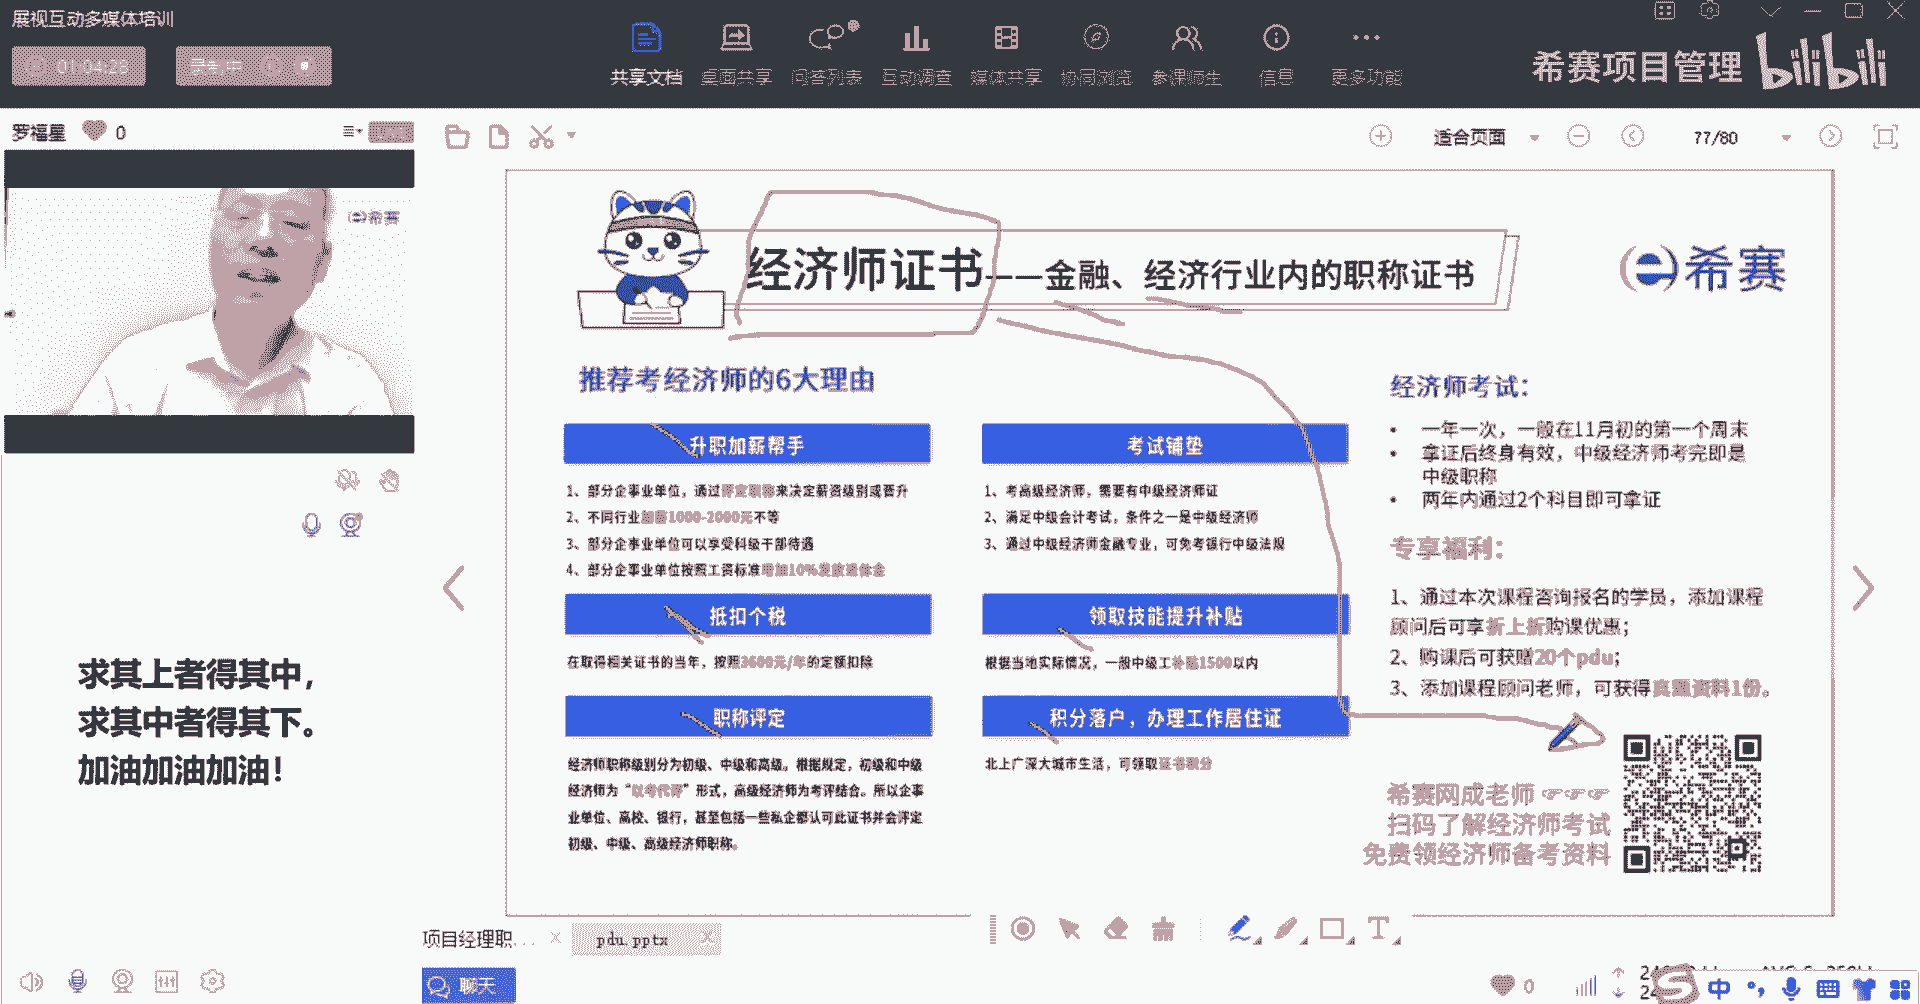 展视互动多媒体培训
01:04:28
录制中
共享文档
桌面共享
问答列表
互动调查
媒体共享
协同浏览
参课师生
信息
更多功能
希赛项目管理 bilibili
罗福星 0
适合页面
77/80
希赛
经济师证书——金融、经济行业内的职称证书
希赛
推荐考经济师的6大理由
升职加薪帮手
1、部分企事业单位，通过评定职称来决定薪资级别或晋升
2、不同行业加薪1000-2000元不等
3、部分企事业单位可以享受科级干部待遇
4、部分企事业单位按照工资标准增加10%发放退休金
抵扣个税
在取得相关证书的当年，按照3600元/年的定额扣除
职称评定
经济师职称级别分为初级、中级和高级。根据规定，初级和中级
经济师为“以考代评”形式，高级经济师为考评结合。所以企事
业单位、高校、银行，甚至包括一些私企都认可此证书并会评定
初级、中级、高级经济师职称。
考试铺垫
1、考高级经济师，需要有中级经济师证
2、满足中级会计考试，条件之一是中级经济师
3、通过中级经济师金融专业，可免考银行中级法规
领取技能提升补贴
根据当地实际情况，一般中级工补贴1500以内
积分落户，办理工作居住证
北上广深大城市生活，可领取证书积分
经济师考试：
• 一年一次，一般在11月初的第一个周末
• 拿证后终身有效，中级经济师考完即是
中级职称
• 两年内通过2个科目即可拿证
专享福利：
1、通过本次课程咨询报名的学员，添加课程
顾问后可享折上折购课优惠；
2、购课后可获赠20个pdu；
3、添加课程顾问老师，可获得真题资料1份。
希赛网成老师
扫码了解经济师考试
免费领经济师备考资料
求其上者得其中，
求其中者得其下。
加油加油加油！
项目经理职...
pdu.pptx
聊天
0
中